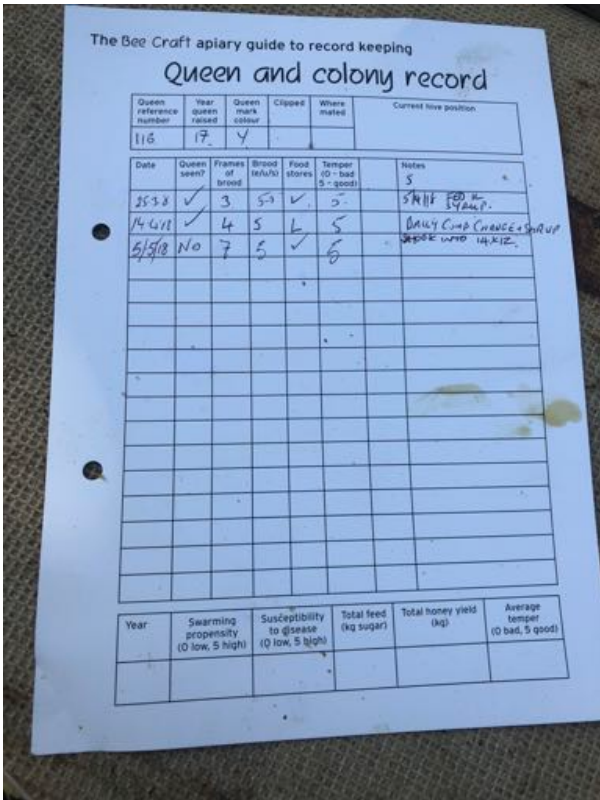 The Bee Craft apiary guide to record keeping
Queen and colony record
Queen reference number Year queen raised Queen mark colour Clipped Where mated Current hive position
116 17 Y
Date Queen seen? Frames of brood Brood (e/u/s) Food stores Temper (0 - bad 5 - good) Notes
5
✓ 3 ✓ 5 SYRUP.
14/4/18 ✓ 4 5 L 5 BAILY COMB CHANGE + SYRUP
5/5/18 No 7 5 ✓ 5 INTO 14X12.
Year Swarming propensity (0 low, 5 high) Susceptibility to disease (0 low, 5 high) Total feed (kg sugar) Total honey yield (kg) Average temper (0 bad, 5 good)